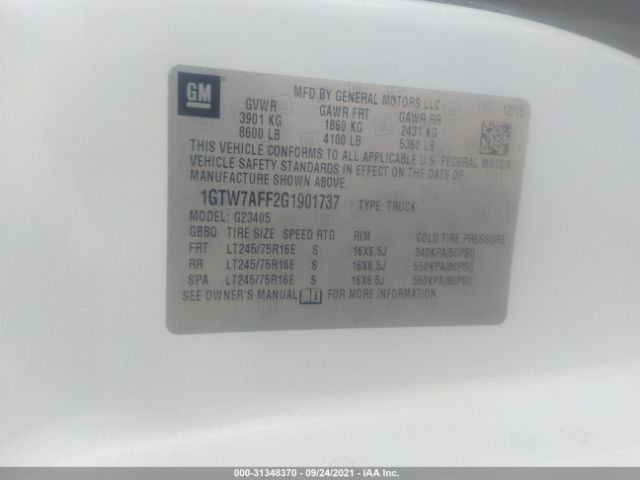 GM
MFD BY GENERAL MOTORS LLC
12/15
GVWR GAWR FRT GAWR RR
3901 KG 1860 KG 2431 KG
8600 LB 4100 LB 5360 LB
THIS VEHICLE CONFORMS TO ALL APPLICABLE U.S. FEDERAL MOTOR
VEHICLE SAFETY STANDARDS IN EFFECT ON THE DATE OF
MANUFACTURE SHOWN ABOVE.
1GTW7AFF2G1901737 TYPE: TRUCK
MODEL: G23405
GBBQ TIRE SIZE SPEED RTG RIM COLD TIRE PRESSURE
FRT LT245/75R16E S 16X6.5J 340KPA(50PSI)
RR LT245/75R16E S 16X6.5J 550KPA(80PSI)
SPA LT245/75R16E S 16X6.5J 550KPA(80PSI)
SEE OWNER'S MANUAL FOR MORE INFORMATION.
000-31348370 - 09/24/2021 - IAA Inc.